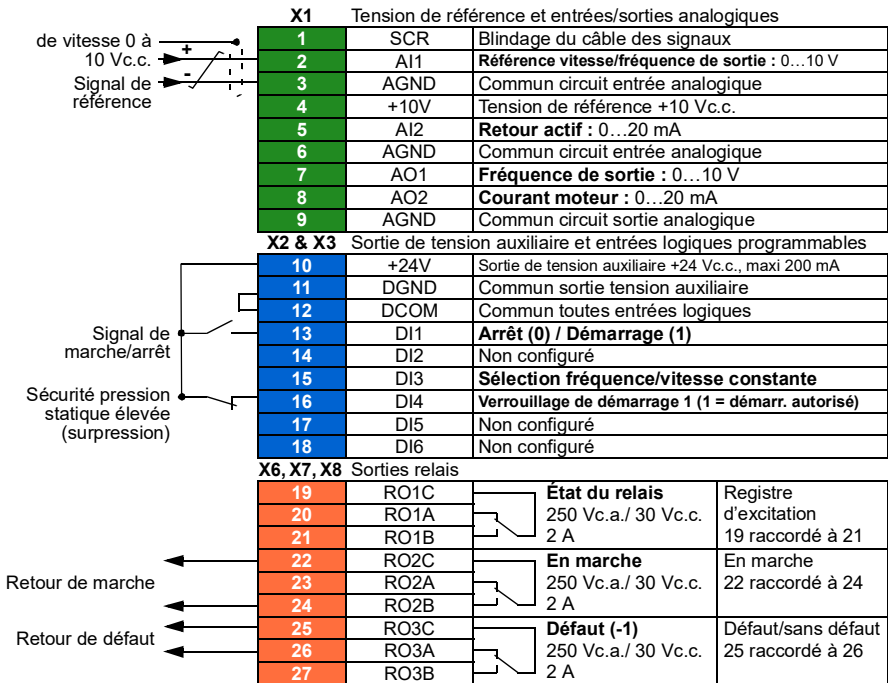 X1 Tension de référence et entrées/sorties analogiques
de vitesse 0 à
10 Vc.c.
Signal de
référence
+
-
1 SCR Blindage du câble des signaux
2 AI1 Référence vitesse/fréquence de sortie : 0…10 V
3 AGND Commun circuit entrée analogique
4 +10V Tension de référence +10 Vc.c.
5 AI2 Retour actif : 0…20 mA
6 AGND Commun circuit entrée analogique
7 AO1 Fréquence de sortie : 0…10 V
8 AO2 Courant moteur : 0…20 mA
9 AGND Commun circuit sortie analogique
X2 & X3 Sortie de tension auxiliaire et entrées logiques programmables
10 +24V Sortie de tension auxiliaire +24 Vc.c., maxi 200 mA
11 DGND Commun sortie tension auxiliaire
12 DCOM Commun toutes entrées logiques
Signal de
marche/arrêt
13 DI1 Arrêt (0) / Démarrage (1)
14 DI2 Non configuré
15 DI3 Sélection fréquence/vitesse constante
Sécurité pression
statique élevée
(surpression)
16 DI4 Verrouillage de démarrage 1 (1 = démarr. autorisé)
17 DI5 Non configuré
18 DI6 Non configuré
X6, X7, X8 Sorties relais
19 RO1C État du relais Registre
20 RO1A 250 Vc.a./ 30 Vc.c. d’excitation
21 RO1B 2 A 19 raccordé à 21
Retour de marche
22 RO2C En marche En marche
23 RO2A 250 Vc.a./ 30 Vc.c. 22 raccordé à 24
24 RO2B 2 A
Retour de défaut
25 RO3C Défaut (-1) Défaut/sans défaut
26 RO3A 250 Vc.a./ 30 Vc.c. 25 raccordé à 26
27 RO3B 2 A